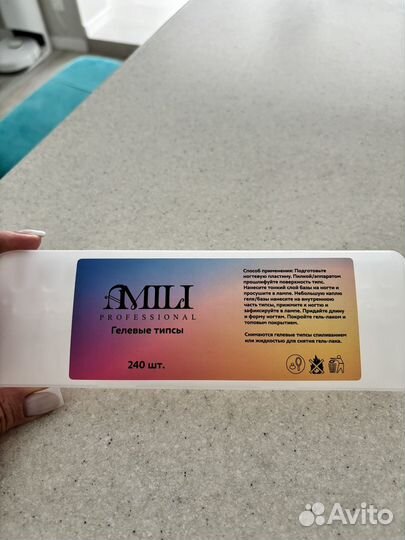 AMILI
PROFESSIONAL
Гелевые типсы
240 шт.
Способ применения: Подготовьте
ногтевую пластину. Пилкой/аппаратом
прошлифуйте поверхность типс.
Нанесите тонкий слой базы на ногти и
просушите в лампе. Небольшую каплю
геля/базы нанесите на внутреннюю
часть типсы, прижмите к ногтю и
зафиксируйте в лампе. Придайте длину
и форму ногтям. Покройте гель-лаком и
топовым покрытием.
Снимаются гелевые типсы спиливанием
или жидкостью для снятия гель-лака.
Avito